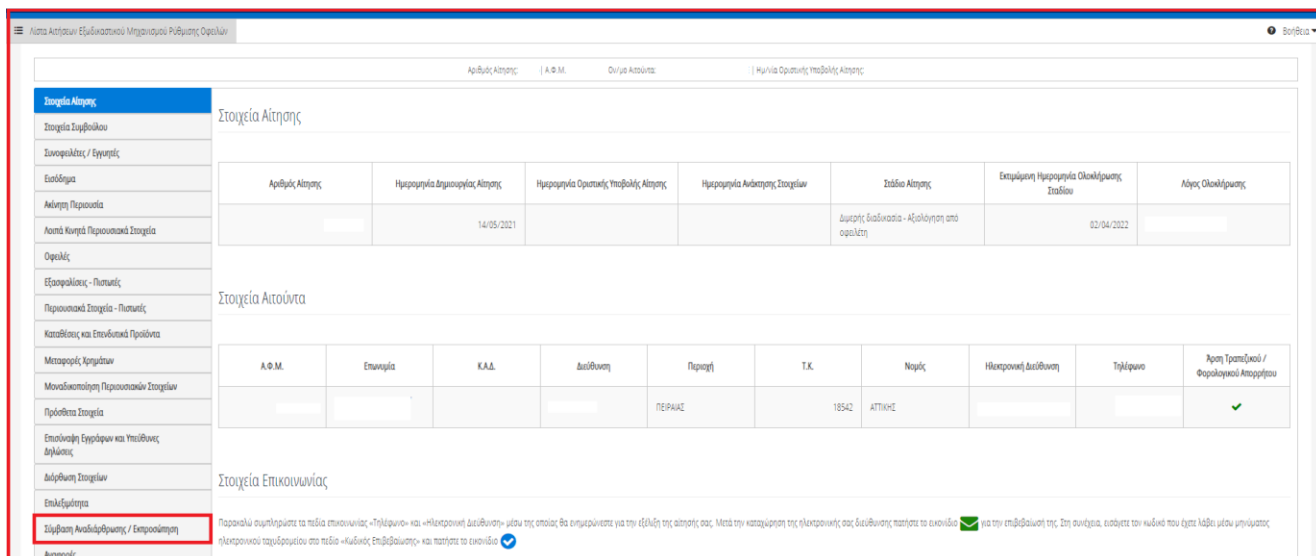 Λίστα Αιτήσεων Εξωδικαστικού Μηχανισμού Ρύθμισης Οφειλών
Βοήθεια
Αριθμός Αίτησης: | Α.Φ.Μ. Ον/μο Αιτούντα: | Ημ/νία Οριστικής Υποβολής Αίτησης:
Στοιχεία Αίτησης
Στοιχεία Συμβούλου
Συνοφειλέτες / Εγγυητές
Εισόδημα
Ακίνητη Περιουσία
Λοιπά Κινητά Περιουσιακά Στοιχεία
Οφειλές
Εξασφαλίσεις - Πιστωτές
Περιουσιακά Στοιχεία - Πιστωτές
Καταθέσεις και Επενδυτικά Προϊόντα
Μεταφορές Χρημάτων
Μοναδικοποίηση Περιουσιακών Στοιχείων
Πρόσθετα Στοιχεία
Επισύναψη Εγγράφων και Υπεύθυνες
Δηλώσεις
Διόρθωση Στοιχείων
Επιλεξιμότητα
Σύμβαση Αναδιάρθρωσης / Εκπροσώπηση
Αναφορές
Στοιχεία Αίτησης
Αριθμός Αίτησης
Ημερομηνία Δημιουργίας Αίτησης
Ημερομηνία Οριστικής Υποβολής Αίτησης
Ημερομηνία Ανάκτησης Στοιχείων
Στάδιο Αίτησης
Εκτιμώμενη Ημερομηνία Ολοκλήρωσης
Σταδίου
Λόγος Ολοκλήρωσης
14/05/2021
Διμερής διαδικασία - Αξιολόγηση από
οφειλέτη
02/04/2022
Στοιχεία Αιτούντα
Α.Φ.Μ.
Επωνυμία
Κ.Α.Δ.
Διεύθυνση
Περιοχή
Τ.Κ.
Νομός
Ηλεκτρονική Διεύθυνση
Τηλέφωνο
Άρση Τραπεζικού /
Φορολογικού Απορρήτου
ΠΕΙΡΑΙΑΣ
18542
ΑΤΤΙΚΗΣ
Στοιχεία Επικοινωνίας
Παρακαλώ συμπληρώστε τα πεδία επικοινωνίας «Τηλέφωνο» και «Ηλεκτρονική Διεύθυνση» μέσω της οποίας θα ενημερώνεστε για την εξέλιξη της αίτησής σας. Μετά την καταχώρηση της ηλεκτρονικής σας διεύθυνσης πατήστε το εικονίδιο για την επιβεβαίωσή της. Στη συνέχεια, εισάγετε τον κωδικό που έχετε λάβει μέσω μηνύματος
ηλεκτρονικού ταχυδρομείου στο πεδίο «Κωδικός Επιβεβαίωσης» και πατήστε το εικονίδιο